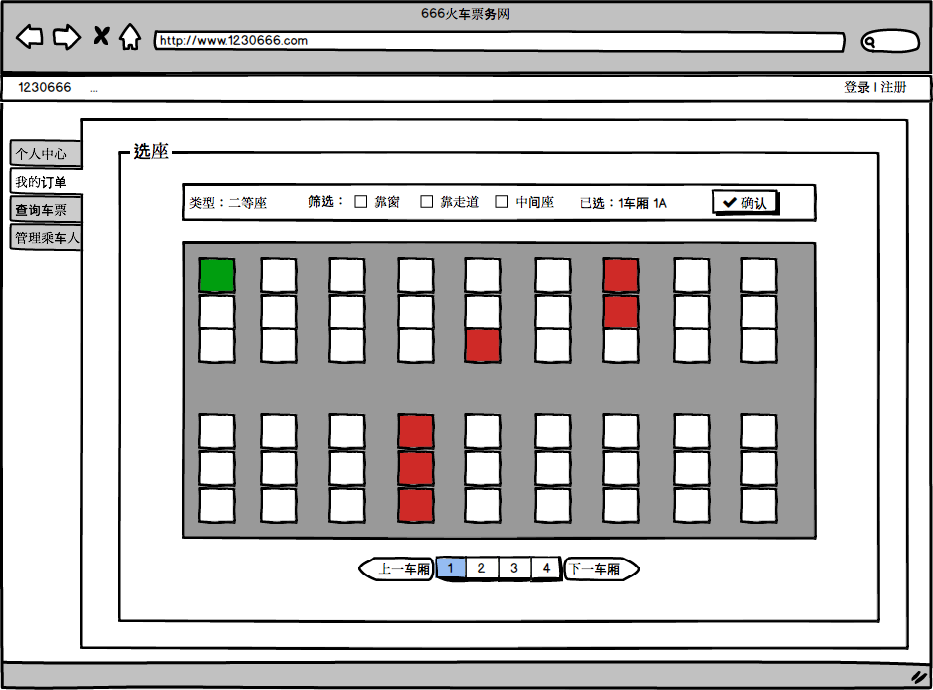 666火车票务网
http://www.1230666.com
1230666 ...
登录 | 注册
个人中心
我的订单
查询车票
管理乘车人
选座
类型：二等座 筛选： 靠窗 靠走道 中间座 已选：1车厢 1A 确认
上一车厢 1 2 3 4 下一车厢